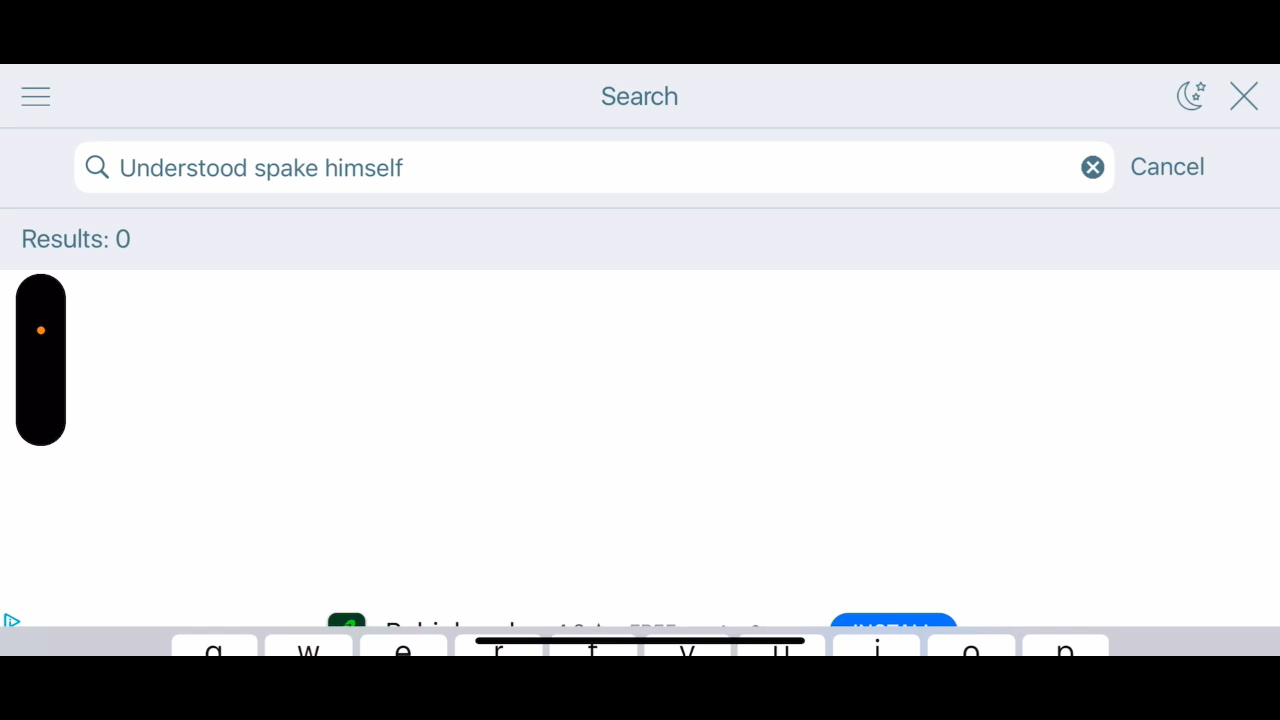 Search
Understood spake himself
Cancel
Results: 0
q w e r t y u i o p